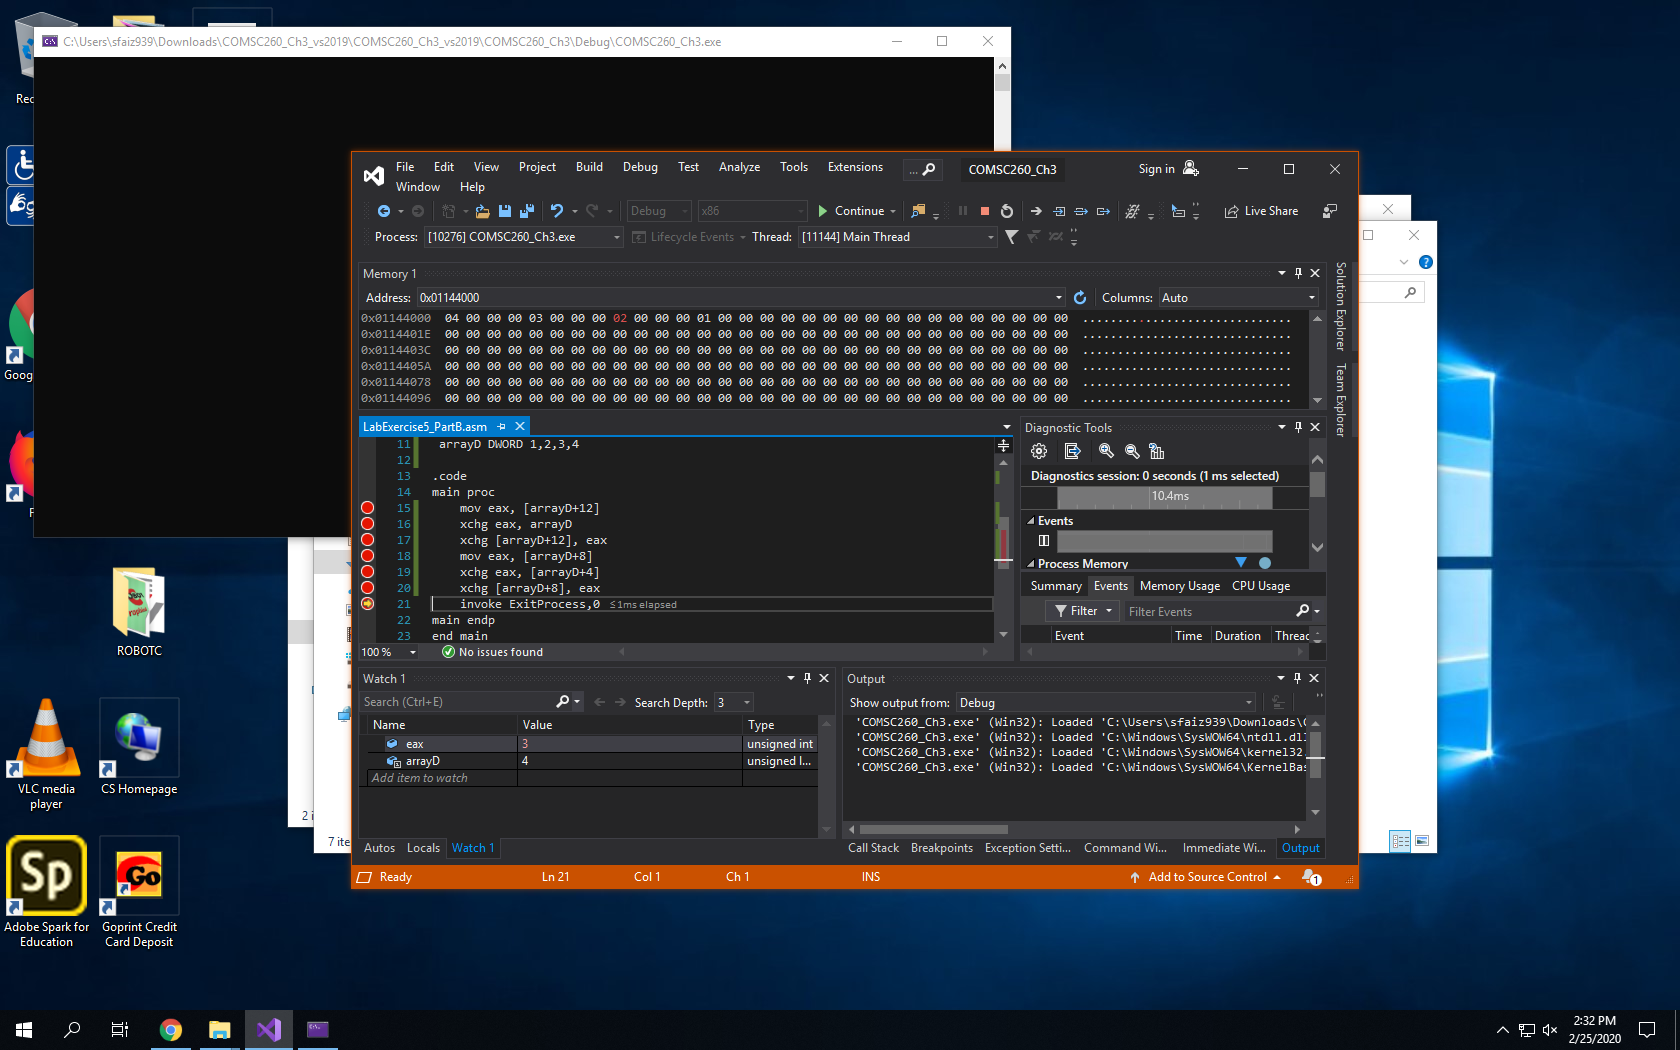 C:\Users\sfaiz939\Downloads\COMSC260_Ch3_vs2019\COMSC260_Ch3_vs2019\COMSC260_Ch3\Debug\COMSC260_Ch3.exe
File Edit View Project Build Debug Test Analyze Tools Extensions ... COMSC260_Ch3 Sign in
Window Help
Debug x86 Continue Live Share
Process: [10276] COMSC260_Ch3.exe Lifecycle Events Thread: [11144] Main Thread
Memory 1
Address: 0x01144000 Columns: Auto
0x01144000 04 00 00 00 03 00 00 00 02 00 00 00 01 00 00 00 00 00 00 00 00 00 00 00 00 00 00 00 00 00 ..............................
0x0114401E 00 00 00 00 00 00 00 00 00 00 00 00 00 00 00 00 00 00 00 00 00 00 00 00 00 00 00 00 00 00 ..............................
0x0114403C 00 00 00 00 00 00 00 00 00 00 00 00 00 00 00 00 00 00 00 00 00 00 00 00 00 00 00 00 00 00 ..............................
0x0114405A 00 00 00 00 00 00 00 00 00 00 00 00 00 00 00 00 00 00 00 00 00 00 00 00 00 00 00 00 00 00 ..............................
0x01144078 00 00 00 00 00 00 00 00 00 00 00 00 00 00 00 00 00 00 00 00 00 00 00 00 00 00 00 00 00 00 ..............................
0x01144096 00 00 00 00 00 00 00 00 00 00 00 00 00 00 00 00 00 00 00 00 00 00 00 00 00 00 00 00 00 00 ..............................
Solution Explorer
Team Explorer
LabExercise5_PartB.asm
11 arrayD DWORD 1,2,3,4
12
13 .code
14 main proc
15 mov eax, [arrayD+12]
16 xchg eax, arrayD
17 xchg [arrayD+12], eax
18 mov eax, [arrayD+8]
19 xchg eax, [arrayD+4]
20 xchg [arrayD+8], eax
21 invoke ExitProcess,0 ≤1ms elapsed
22 main endp
23 end main
100 % No issues found
Diagnostic Tools
Diagnostics session: 0 seconds (1 ms selected)
10.4ms
Events
Process Memory
Summary Events Memory Usage CPU Usage
Filter Filter Events
Event Time Duration Thread
Watch 1
Search (Ctrl+E) Search Depth: 3
Name Value Type
eax 3 unsigned int
arrayD 4 unsigned l...
Add item to watch
Autos Locals Watch 1
Output
Show output from: Debug
'COMSC260_Ch3.exe' (Win32): Loaded 'C:\Users\sfaiz939\Downloads\C
'COMSC260_Ch3.exe' (Win32): Loaded 'C:\Windows\SysWOW64\ntdll.dll
'COMSC260_Ch3.exe' (Win32): Loaded 'C:\Windows\SysWOW64\kernel32.
'COMSC260_Ch3.exe' (Win32): Loaded 'C:\Windows\SysWOW64\KernelBas
Call Stack Breakpoints Exception Setti... Command Wi... Immediate Wi... Output
Ready Ln 21 Col 1 Ch 1 INS Add to Source Control 1
Rec
Goog
ROBOTC
VLC media player
CS Homepage
2 i
7 ite
Sp
Go
Adobe Spark for Education
Goprint Credit Card Deposit
2:32 PM
2/25/2020